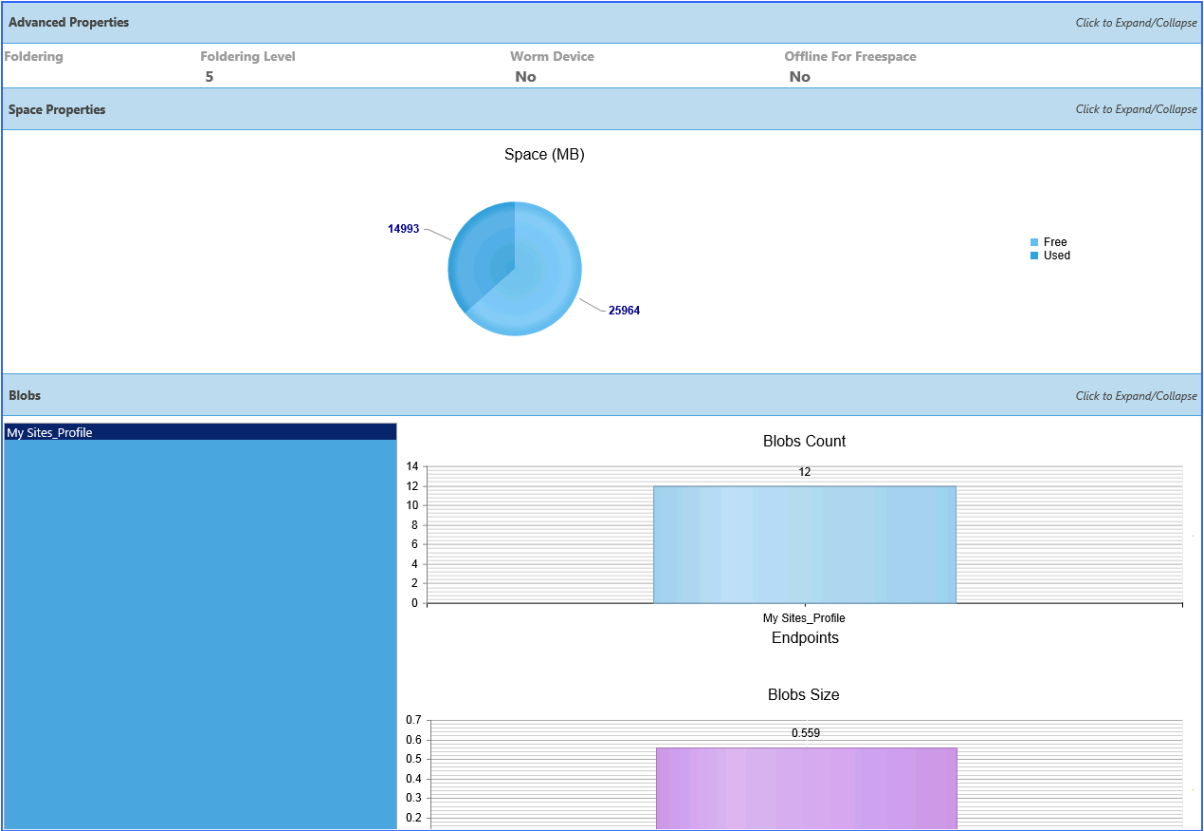 Advanced Properties Click to Expand/Collapse
Foldering Foldering Level Worm Device Offline For Freespace
5 No No
Space Properties Click to Expand/Collapse
Space (MB)
14993
25964
Free
Used
Blobs Click to Expand/Collapse
My Sites_Profile
Blobs Count
14
12
12
10
8
6
4
2
0
My Sites_Profile
Endpoints
Blobs Size
0.7
0.559
0.6
0.5
0.4
0.3
0.2